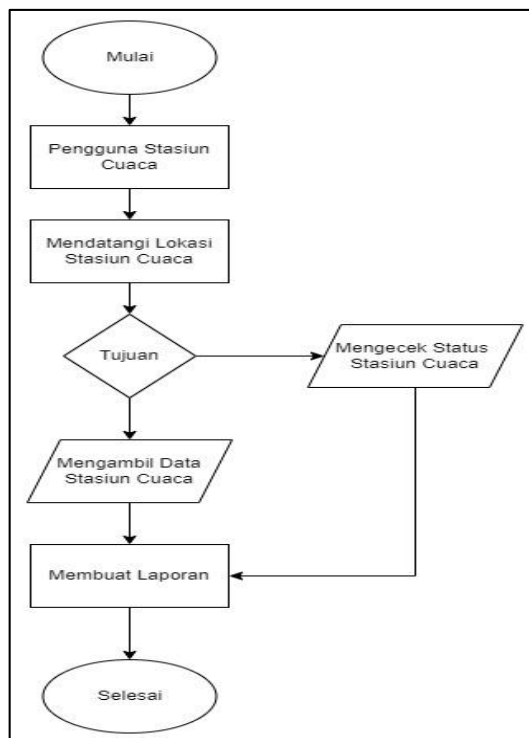 Mulai
Pengguna Stasiun
Cuaca
Mendatangi Lokasi
Stasiun Cuaca
Tujuan
Mengecek Status
Stasiun Cuaca
Mengambil Data
Stasiun Cuaca
Membuat Laporan
Selesai